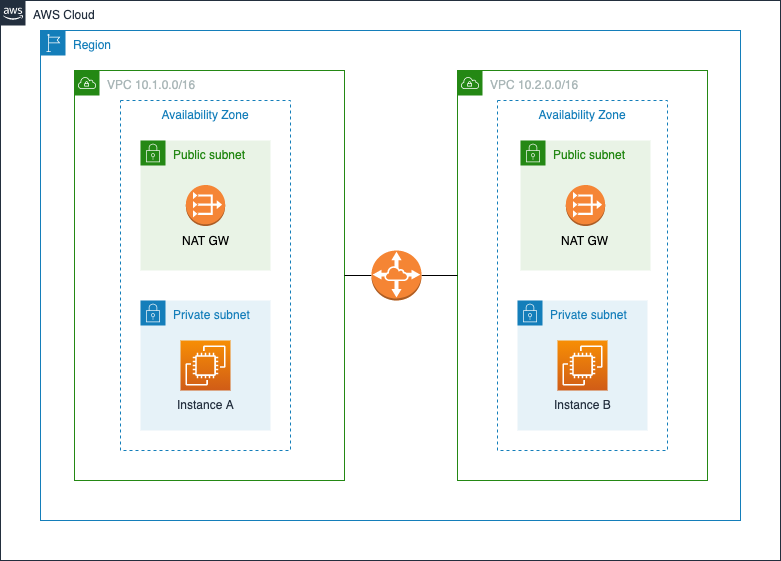 aws
AWS Cloud
Region
VPC 10.1.0.0/16
Availability Zone
Public subnet
NAT GW
Private subnet
Instance A
VPC 10.2.0.0/16
Availability Zone
Public subnet
NAT GW
Private subnet
Instance B